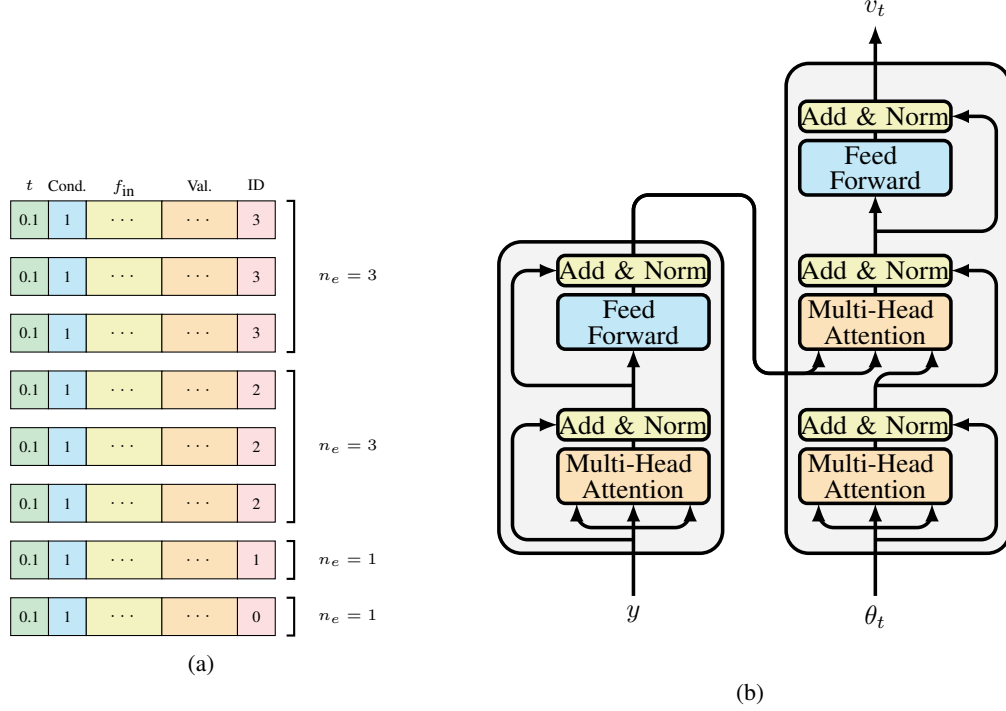 t Cond. f_in Val. ID
0.1 1 ··· ··· 3
0.1 1 ··· ··· 3
n_e = 3
0.1 1 ··· ··· 3
0.1 1 ··· ··· 2
0.1 1 ··· ··· 2
n_e = 3
0.1 1 ··· ··· 2
0.1 1 ··· ··· 1
n_e = 1
0.1 1 ··· ··· 0
n_e = 1
(a)
Add & Norm
Feed
Forward
Add & Norm
Multi-Head
Attention
y
v_t
Add & Norm
Feed
Forward
Add & Norm
Multi-Head
Attention
Add & Norm
Multi-Head
Attention
θ_t
(b)